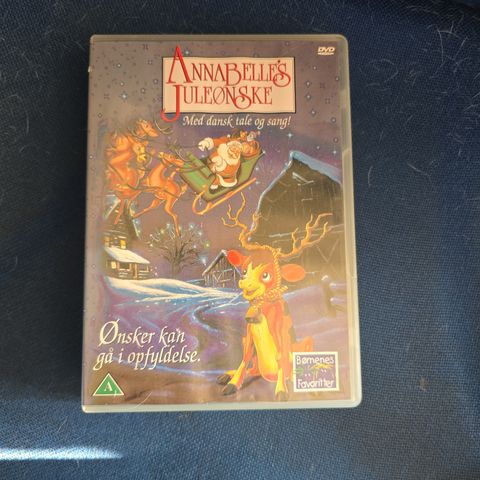 DVD
ANNABELLE'S
JULEØNSKE
Med dansk tale og sang!
Ønsker kan
gå i opfyldelse.
A
Børnenes
Favoritter